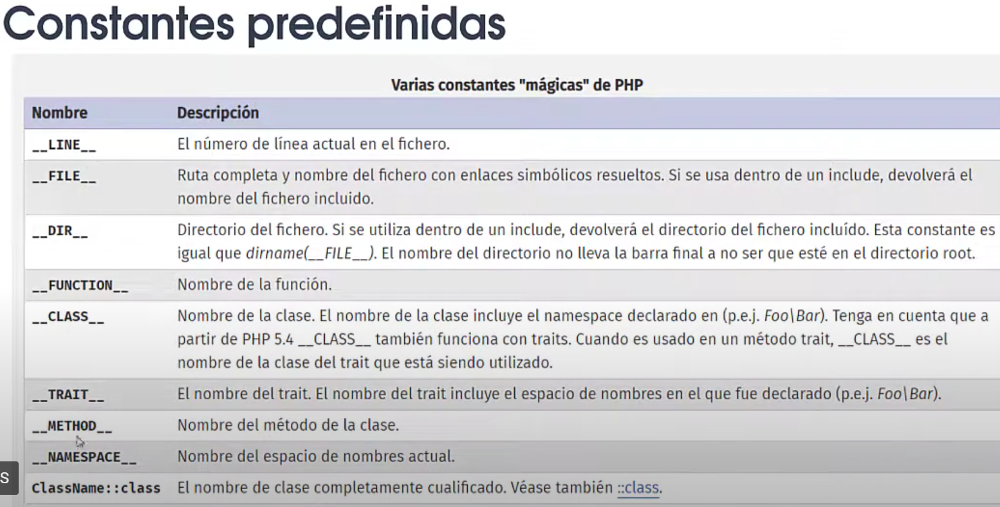 Constantes predefinidas
Varias constantes "mágicas" de PHP
Nombre Descripción
__LINE__ El número de línea actual en el fichero.
__FILE__ Ruta completa y nombre del fichero con enlaces simbólicos resueltos. Si se usa dentro de un include, devolverá el
nombre del fichero incluido.
__DIR__ Directorio del fichero. Si se utiliza dentro de un include, devolverá el directorio del fichero incluído. Esta constante es
igual que dirname(__FILE__). El nombre del directorio no lleva la barra final a no ser que esté en el directorio root.
__FUNCTION__ Nombre de la función.
__CLASS__ Nombre de la clase. El nombre de la clase incluye el namespace declarado en (p.e.j. Foo\Bar). Tenga en cuenta que a
partir de PHP 5.4 __CLASS__ también funciona con traits. Cuando es usado en un método trait, __CLASS__ es el
nombre de la clase del trait que está siendo utilizado.
__TRAIT__ El nombre del trait. El nombre del trait incluye el espacio de nombres en el que fue declarado (p.e.j. Foo\Bar).
__METHOD__ Nombre del método de la clase.
__NAMESPACE__ Nombre del espacio de nombres actual.
s
ClassName::class El nombre de clase completamente cualificado. Véase también ::class.